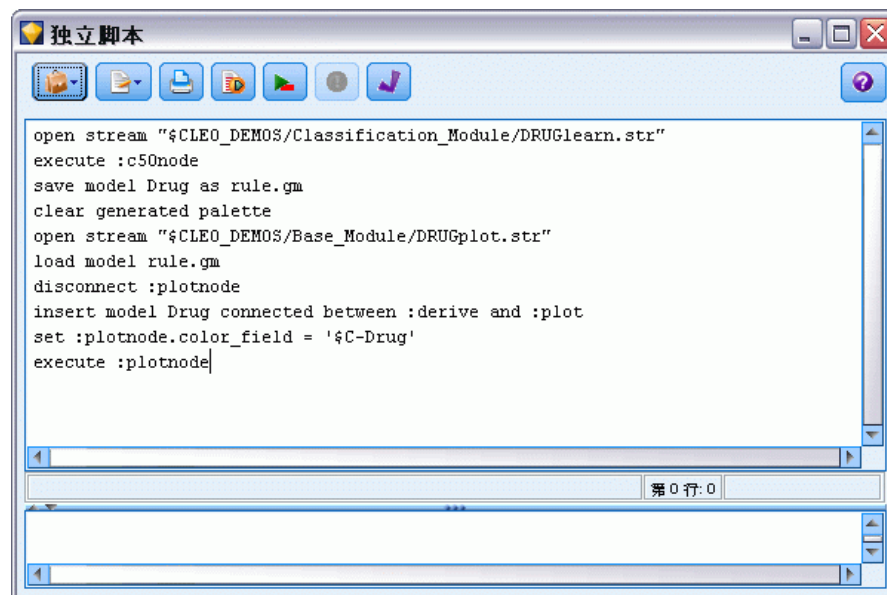 独立脚本
open stream "$CLEO_DEMOS/Classification_Module/DRUGlearn.str"
execute :c50node
save model Drug as rule.gm
clear generated palette
open stream "$CLEO_DEMOS/Base_Module/DRUGplot.str"
load model rule.gm
disconnect :plotnode
insert model Drug connected between :derive and :plot
set :plotnode.color_field = '$C-Drug'
execute :plotnode
第 0 行: 0